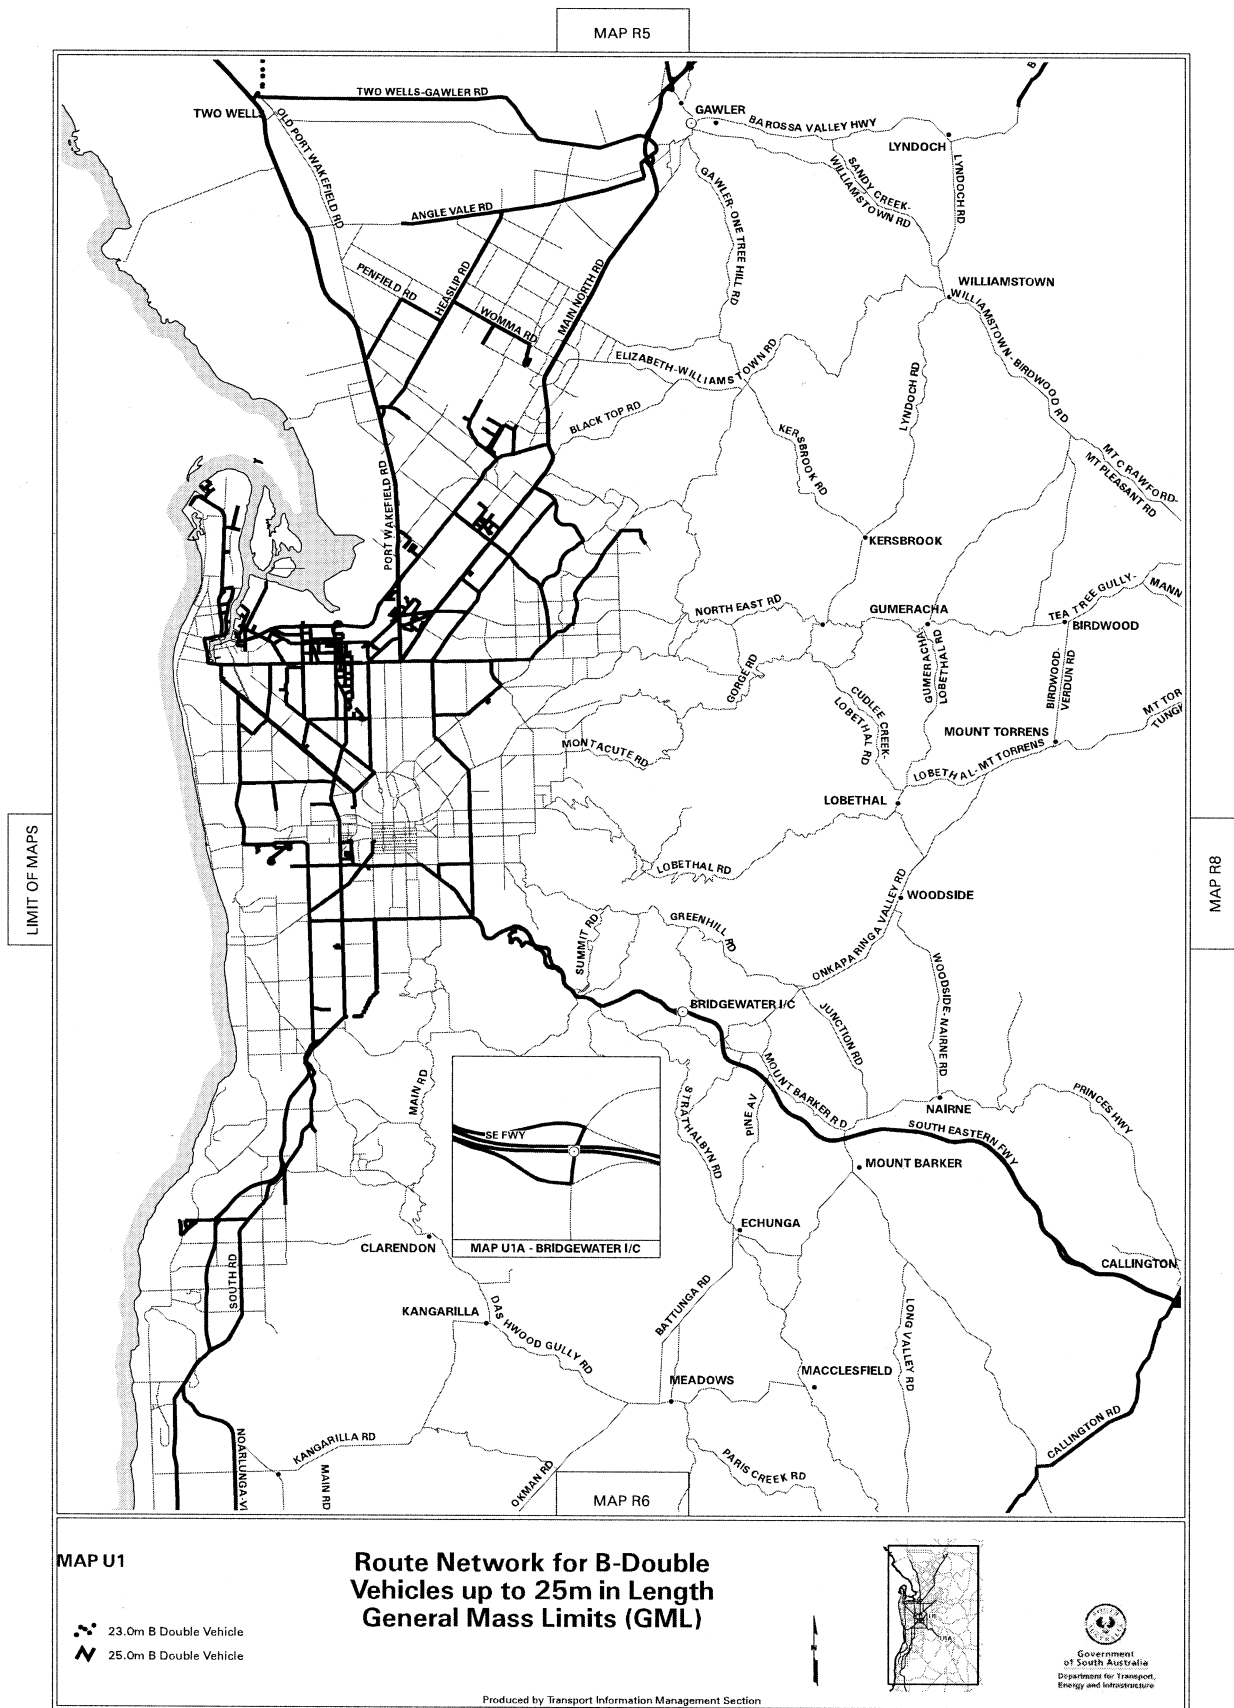 MAP R5
TWO WELLS-GAWLER RD
TWO WELLS
OLD PORT WAKEFIELD RD
GAWLER
BAROSSA VALLEY HWY
LYNDOCH
SANDY CREEK-
WILLIAMSTOWN RD
LYNDOCH RD
GAWLER-ONE TREE HILL RD
ANGLE VALE RD
PENFIELD RD
HEASLIP RD
WOMMA RD
MAIN NORTH RD
WILLIAMSTOWN
WILLIAMSTOWN-BIRDWOOD RD
ELIZABETH-WILLIAMSTOWN RD
LYNDOCH RD
BLACK TOP RD
KERSBROOK RD
MT CRAWFORD-
MT PLEASANT RD
PORT WAKEFIELD RD
KERSBROOK
NORTH EAST RD
GUMERACHA
TEA TREE GULLY-
MANN
BIRDWOOD
GORGE RD
GUMERACHA
LOBETHAL RD
BIRDWOOD-
VERDUN RD
CUDLEE CREEK-
LOBETHAL RD
MT TOR
TUNGK
MOUNT TORRENS
MONTACUTE RD
LOBETHAL-MT TORRENS
LOBETHAL
LIMIT OF MAPS
MAP R8
LOBETHAL RD
WOODSIDE
GREENHILL RD
SUMMIT RD
ONKAPARINGA VALLEY RD
WOODSIDE-NAIRNE RD
BRIDGEWATER I/C
JUNCTION RD
MAIN RD
MOUNT BARKER RD
STRATHALBYN RD
PINE AV
NAIRNE
PRINCES HWY
SE FWY
SOUTH EASTERN FWY
MOUNT BARKER
ECHUNGA
CLARENDON
MAP U1A - BRIDGEWATER I/C
CALLINGTON
SOUTH RD
KANGARILLA
DASHWOOD GULLY RD
BATTUNGA RD
LONG VALLEY RD
MACCLESFIELD
MEADOWS
CALLINGTON RD
NOARLUNGA-VI
KANGARILLA RD
MAIN RD
OKMAN RD
PARIS CREEK RD
MAP R6
MAP U1
Route Network for B-Double
Vehicles up to 25m in Length
General Mass Limits (GML)
23.0m B Double Vehicle
25.0m B Double Vehicle
Government
of South Australia
Department for Transport,
Energy and Infrastructure
Produced by Transport Information Management Section